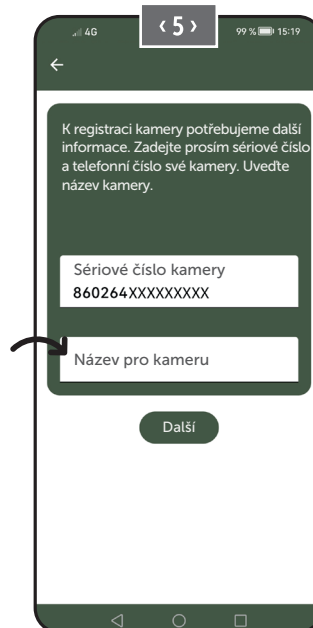 4G
‹ 5 ›
99 % 15:19
K registraci kamery potřebujeme další
informace. Zadejte prosím sériové číslo
a telefonní číslo své kamery. Uveďte
název kamery.
Sériové číslo kamery
860264XXXXXXXXX
Název pro kameru
Další